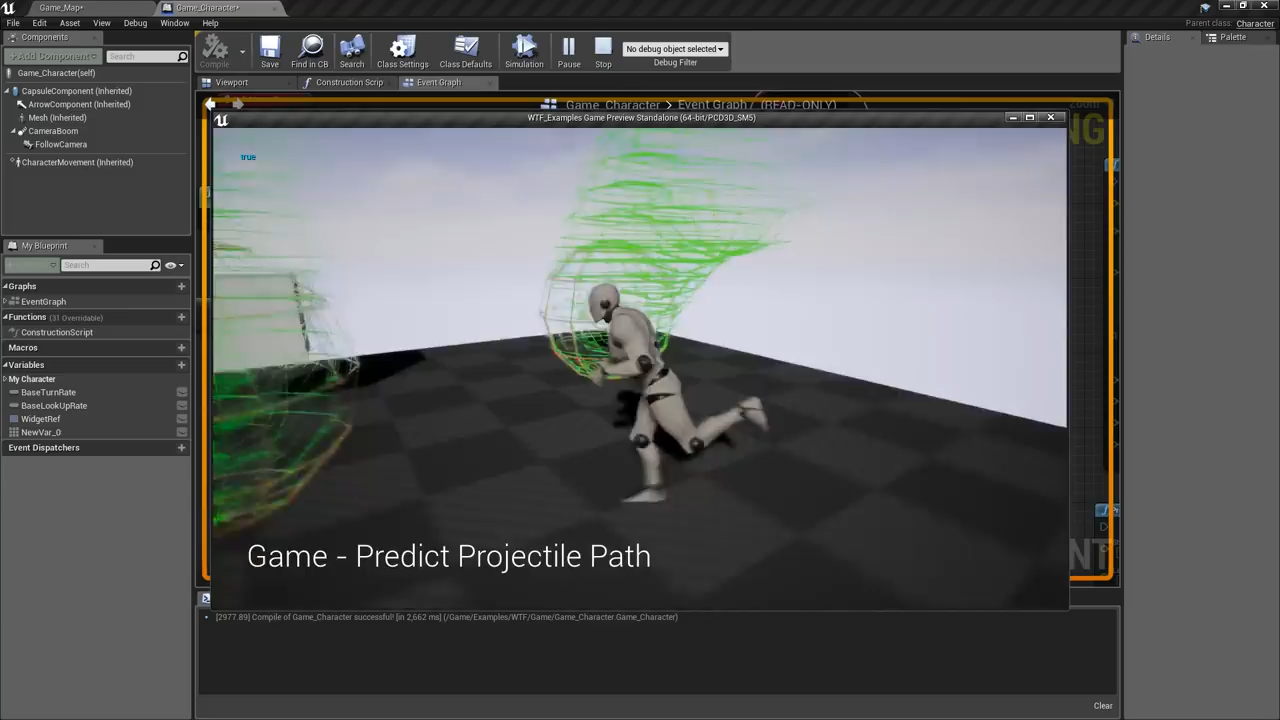 Game_Map*
Game_Character*
File Edit Asset View Debug Window Help
Parent class: Character
Components
+Add Component
Search
Game_Character(self)
CapsuleComponent (Inherited)
ArrowComponent (Inherited)
Mesh (Inherited)
CameraBoom
FollowCamera
CharacterMovement (Inherited)
My Blueprint
Search
Graphs
EventGraph
Functions (31 Overridable)
ConstructionScript
Macros
Variables
My Character
BaseTurnRate
BaseLookUpRate
WidgetRef
NewVar_0
Event Dispatchers
Compile
Save
Find in CB
Search
Class Settings
Class Defaults
Simulation
Pause
Stop
No debug object selected
Debug Filter
Viewport
Construction Scrip
Event Graph
Game_Character > Event Graph / (READ-ONLY)
WTF_Examples Game Preview Standalone (64-bit/PCD3D_SM5)
true
Game - Predict Projectile Path
[2977.89] Compile of Game_Character successful! [in 2,662 ms] (/Game/Examples/WTF/Game/Game_Character Game_Character)
Clear
Details
Palette